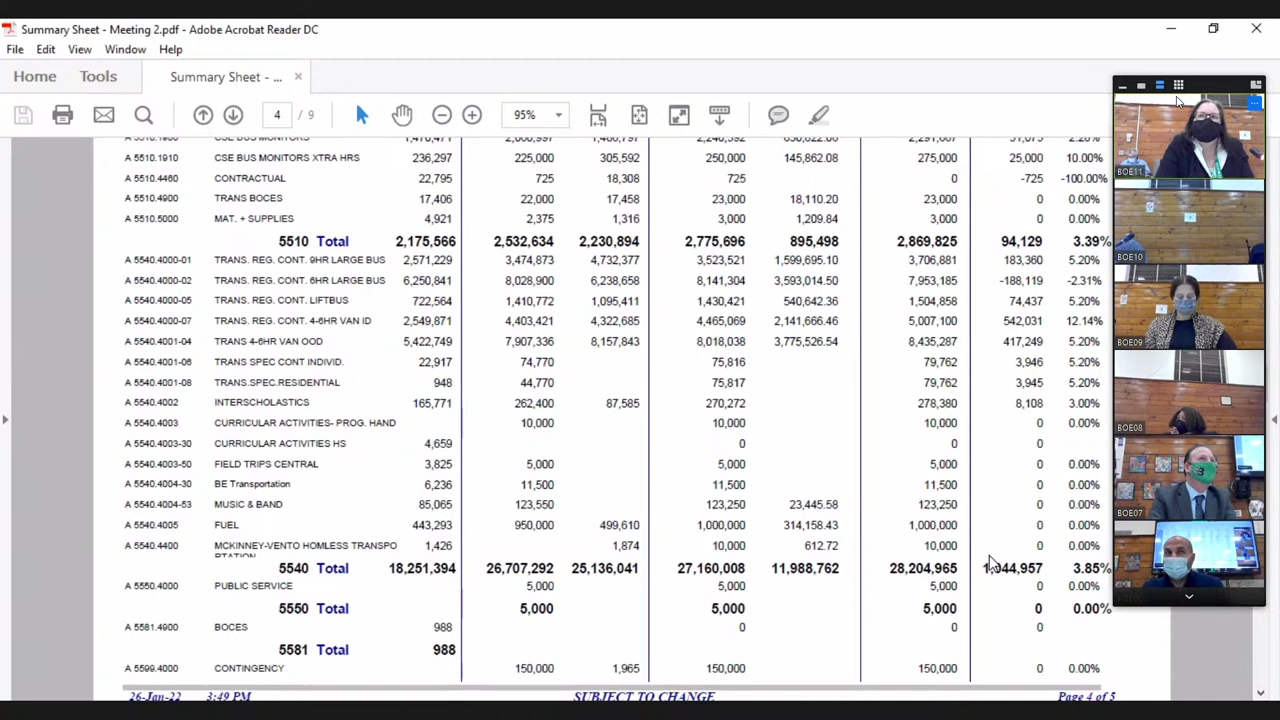 Summary Sheet - Meeting 2.pdf - Adobe Acrobat Reader DC
File Edit View Window Help
Home Tools Summary Sheet - ... ×
4 / 9 95%
A 5510.1900 CSE BUS MONITORS 2.28%
A 5510.1910 CSE BUS MONITORS XTRA HRS 236,297 225,000 305,592 250,000 145,862.08 275,000 25,000 10.00%
A 5510.4460 CONTRACTUAL 22,795 725 18,308 725 0 -725 -100.00%
A 5510.4900 TRANS BOCES 17,406 22,000 17,458 23,000 18,110.20 23,000 0 0.00%
A 5510.5000 MAT. + SUPPLIES 4,921 2,375 1,316 3,000 1,209.84 3,000 0 0.00%
5510 Total 2,175,566 2,532,634 2,230,894 2,775,696 895,498 2,869,825 94,129 3.39%
A 5540.4000-01 TRANS. REG. CONT. 9HR LARGE BUS 2,571,229 3,474,873 4,732,377 3,523,521 1,599,695.10 3,706,881 183,360 5.20%
A 5540.4000-02 TRANS. REG. CONT. 6HR LARGE BUS 6,250,841 8,028,900 6,238,658 8,141,304 3,593,014.50 7,953,185 -188,119 -2.31%
A 5540.4000-05 TRANS. REG. CONT. LIFTBUS 722,564 1,410,772 1,095,411 1,430,421 540,642.36 1,504,858 74,437 5.20%
A 5540.4000-07 TRANS. REG. CONT. 4-6HR VAN ID 2,549,871 4,403,421 4,322,685 4,465,069 2,141,666.46 5,007,100 542,031 12.14%
A 5540.4001-04 TRANS 4-6HR VAN OOD 5,422,749 7,907,336 8,157,843 8,018,038 3,775,526.54 8,435,287 417,249 5.20%
A 5540.4001-06 TRANS SPEC CONT INDIVID. 22,917 74,770 75,816 79,762 3,946 5.20%
A 5540.4001-08 TRANS.SPEC.RESIDENTIAL 948 44,770 75,817 79,762 3,945 5.20%
A 5540.4002 INTERSCHOLASTICS 165,771 262,400 87,585 270,272 278,380 8,108 3.00%
A 5540.4003 CURRICULAR ACTIVITIES- PROG. HAND 10,000 10,000 10,000 0 0.00%
A 5540.4003-30 CURRICULAR ACTIVITIES HS 4,659 0 0 0
A 5540.4003-50 FIELD TRIPS CENTRAL 3,825 5,000 5,000 5,000 0 0.00%
A 5540.4004-30 BE Transportation 6,236 11,500 11,500 11,500 0 0.00%
A 5540.4004-53 MUSIC & BAND 85,065 123,550 123,250 23,445.58 123,250 0 0.00%
A 5540.4005 FUEL 443,293 950,000 499,610 1,000,000 314,158.43 1,000,000 0 0.00%
A 5540.4400 MCKINNEY-VENTO HOMLESS TRANSPO 1,426 1,874 10,000 612.72 10,000 0 0.00%
RTATION
5540 Total 18,251,394 26,707,292 25,136,041 27,160,008 11,988,762 28,204,965 1,044,957 3.85%
A 5550.4000 PUBLIC SERVICE 5,000 5,000 5,000 0 0.00%
5550 Total 5,000 5,000 5,000 0 0.00%
A 5581.4900 BOCES 988 0 0 0
5581 Total 988
A 5599.4000 CONTINGENCY 150,000 1,965 150,000 150,000 0 0.00%
26-Jan-22 3:49 PM SUBJECT TO CHANGE Page 4 of 5
BOE11
BOE10
BOE09
BOE08
BOE07